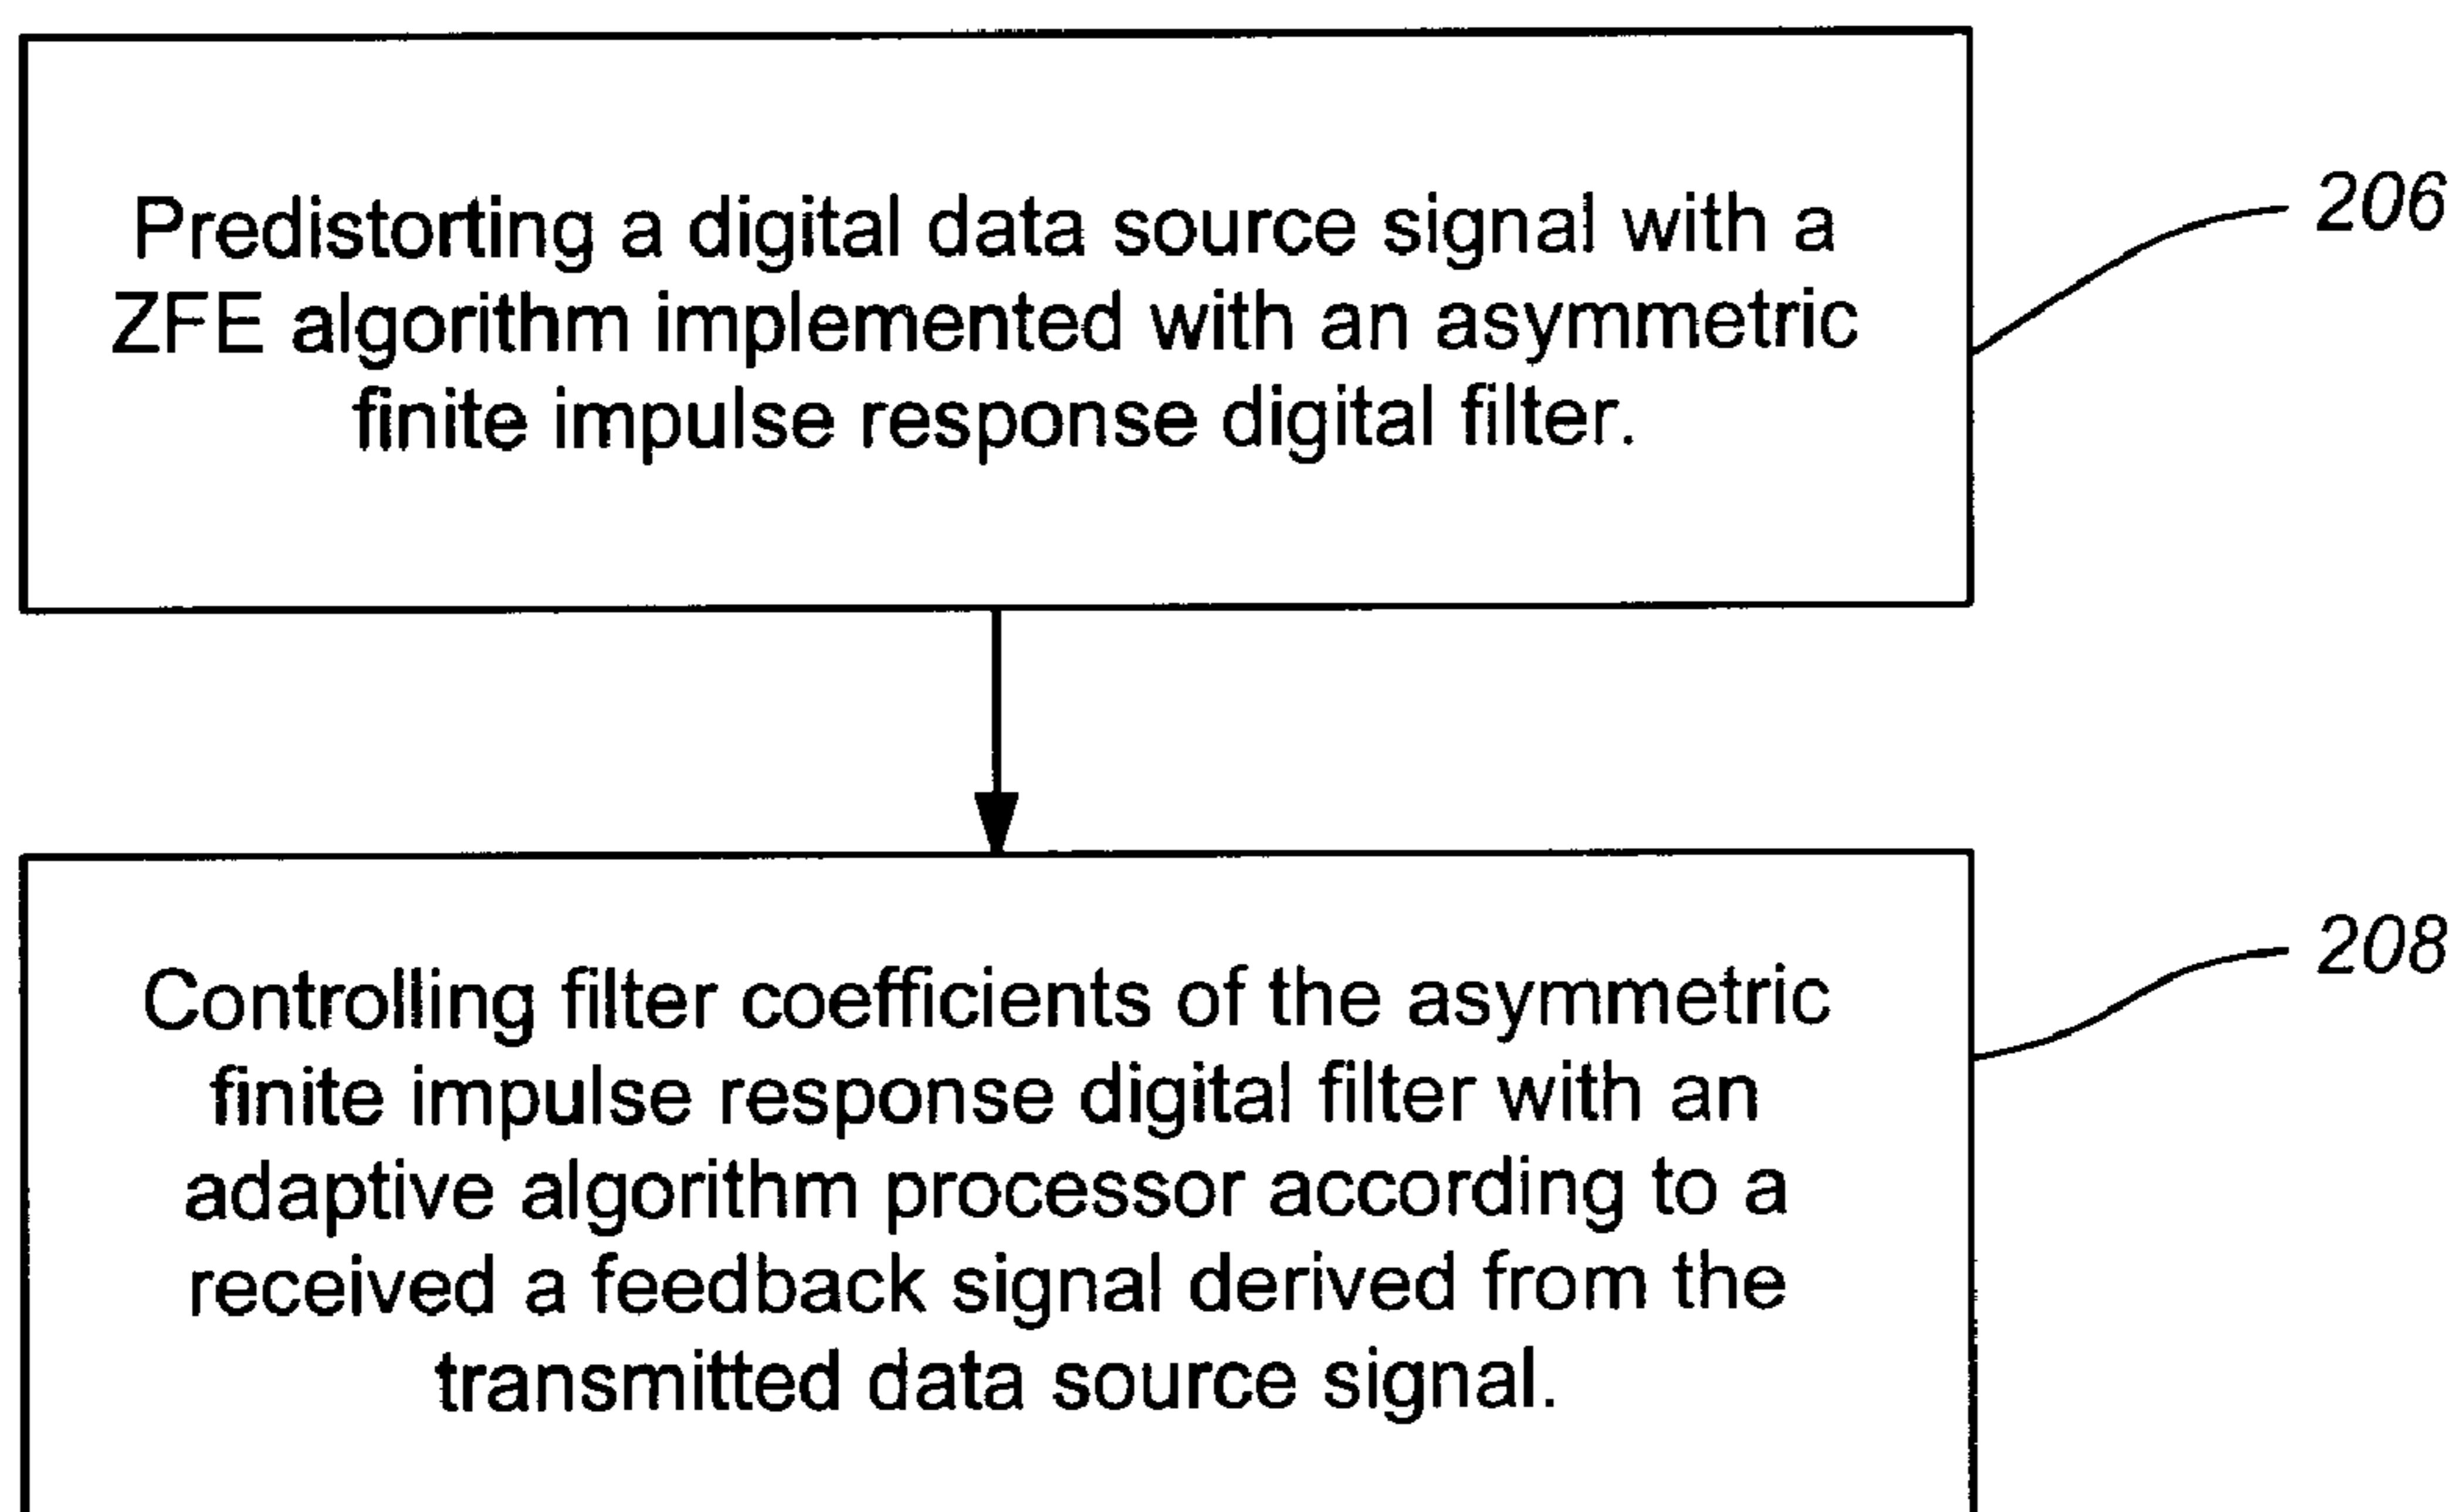 Predistorting a digital data source signal with a
ZFE algorithm implemented with an asymmetric
finite impulse response digital filter.
206
Controlling filter coefficients of the asymmetric
finite impulse response digital filter with an
adaptive algorithm processor according to a
received a feedback signal derived from the
transmitted data source signal.
208